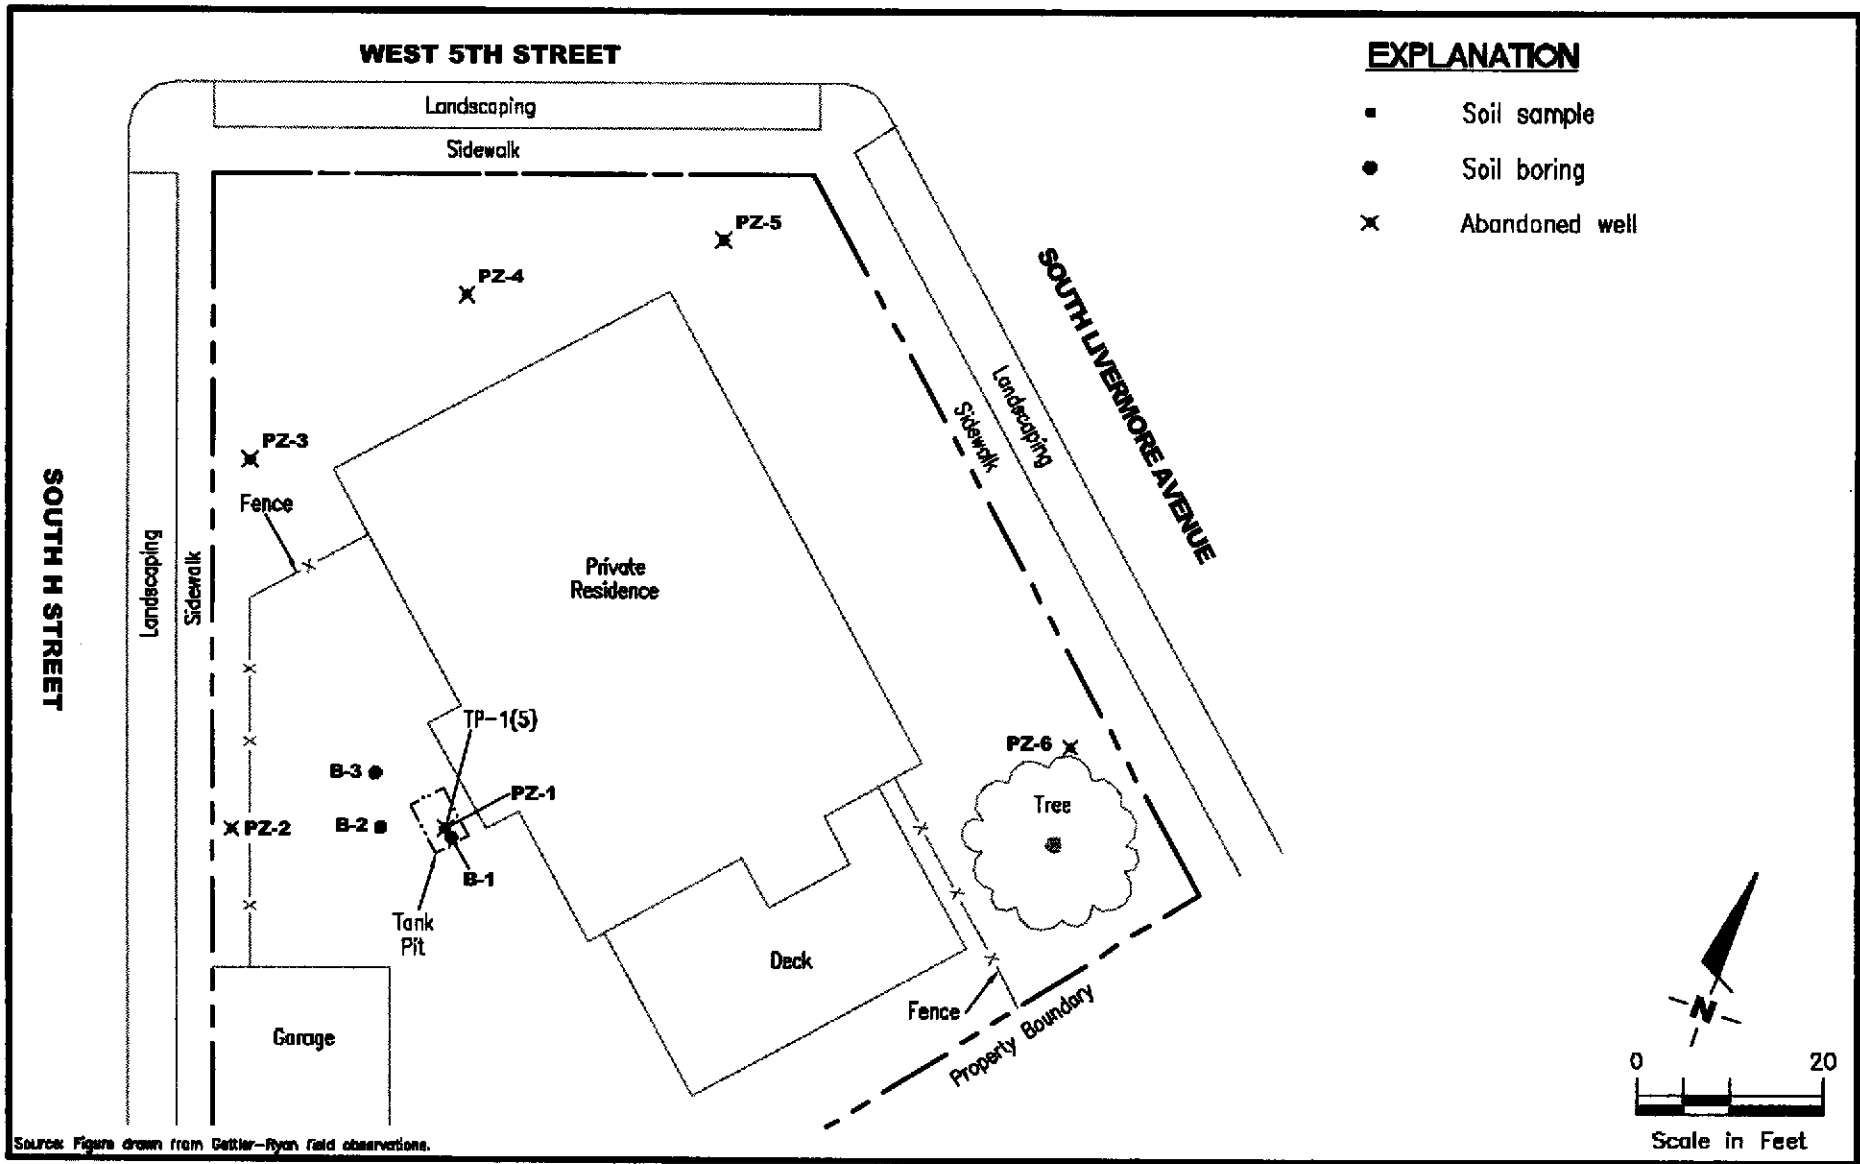 WEST 5TH STREET
EXPLANATION
Landscaping
Soil sample
Sidewalk
Soil boring
PZ-5
Abandoned well
PZ-4
SOUTH LIVERMORE AVENUE
Landscaping
Sidewalk
PZ-3
SOUTH H STREET
Fence
Landscaping
Sidewalk
Private
Residence
TP-1(5)
PZ-6
B-3
PZ-1
Tree
B-2
PZ-2
B-1
Tank
Pit
Deck
Fence
Property Boundary
N
Garage
0 20
Scale in Feet
Source: Figure drawn from Gettler-Ryan field observations.